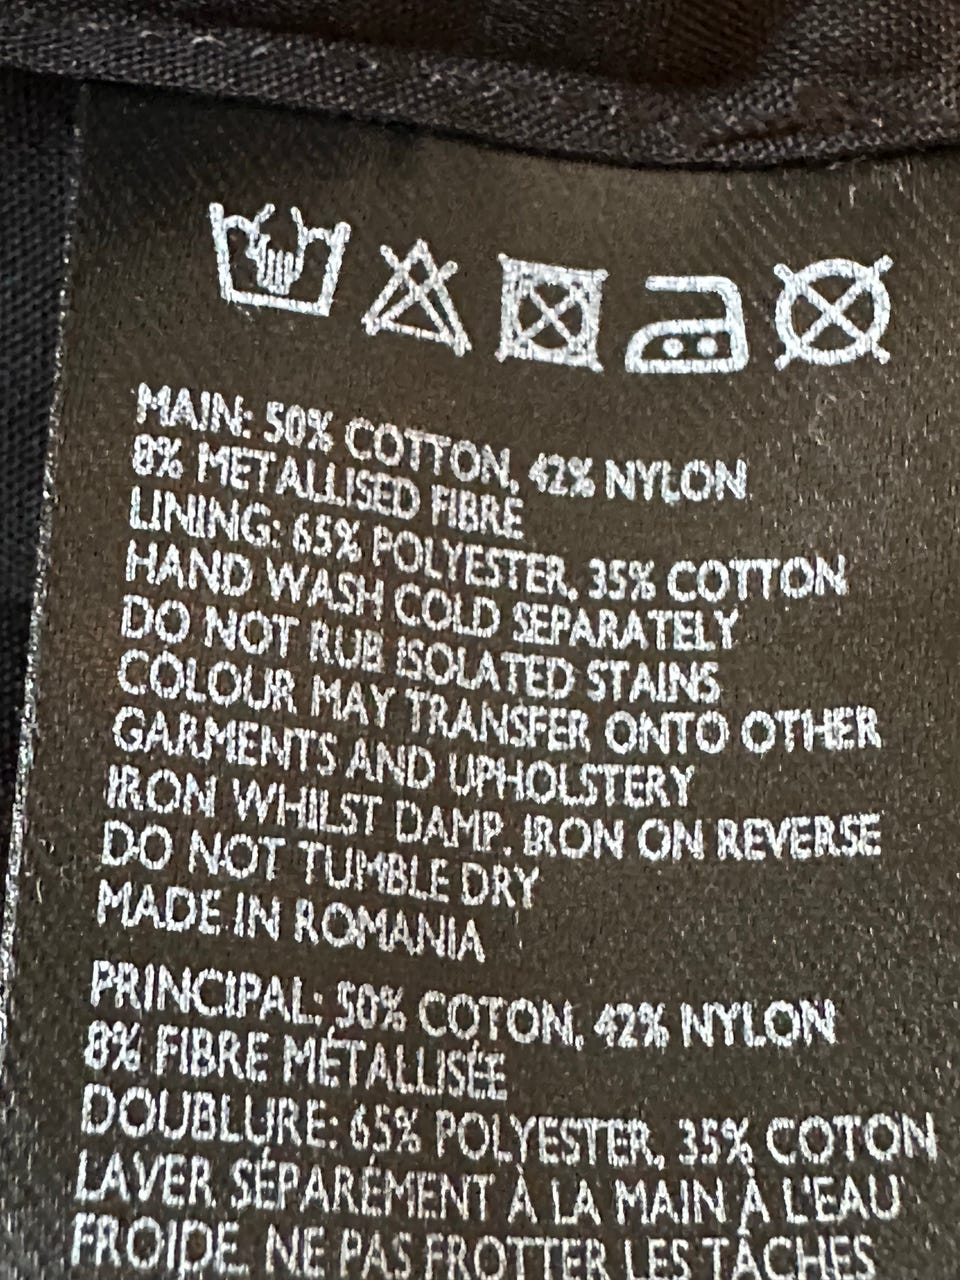 MAIN: 50% COTTON, 42% NYLON
8% METALLISED FIBRE
LINING: 65% POLYESTER, 35% COTTON
HAND WASH COLD SEPARATELY
DO NOT RUB ISOLATED STAINS
COLOUR MAY TRANSFER ONTO OTHER
GARMENTS AND UPHOLSTERY
IRON WHILST DAMP. IRON ON REVERSE
DO NOT TUMBLE DRY
MADE IN ROMANIA
PRINCIPAL: 50% COTON, 42% NYLON
8% FIBRE MÉTALLISÉE
DOUBLURE: 65% POLYESTER, 35% COTON
LAVER SÉPARÉMENT À LA MAIN À L'EAU
FROIDE. NE PAS FROTTER LES TÂCHES